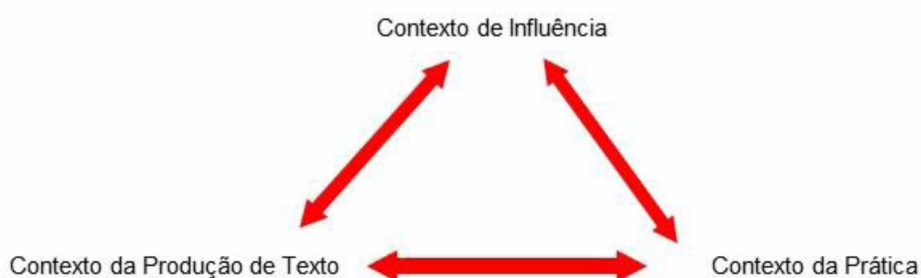 Contexto de Influência
Contexto da Produção de Texto
Contexto da Prática